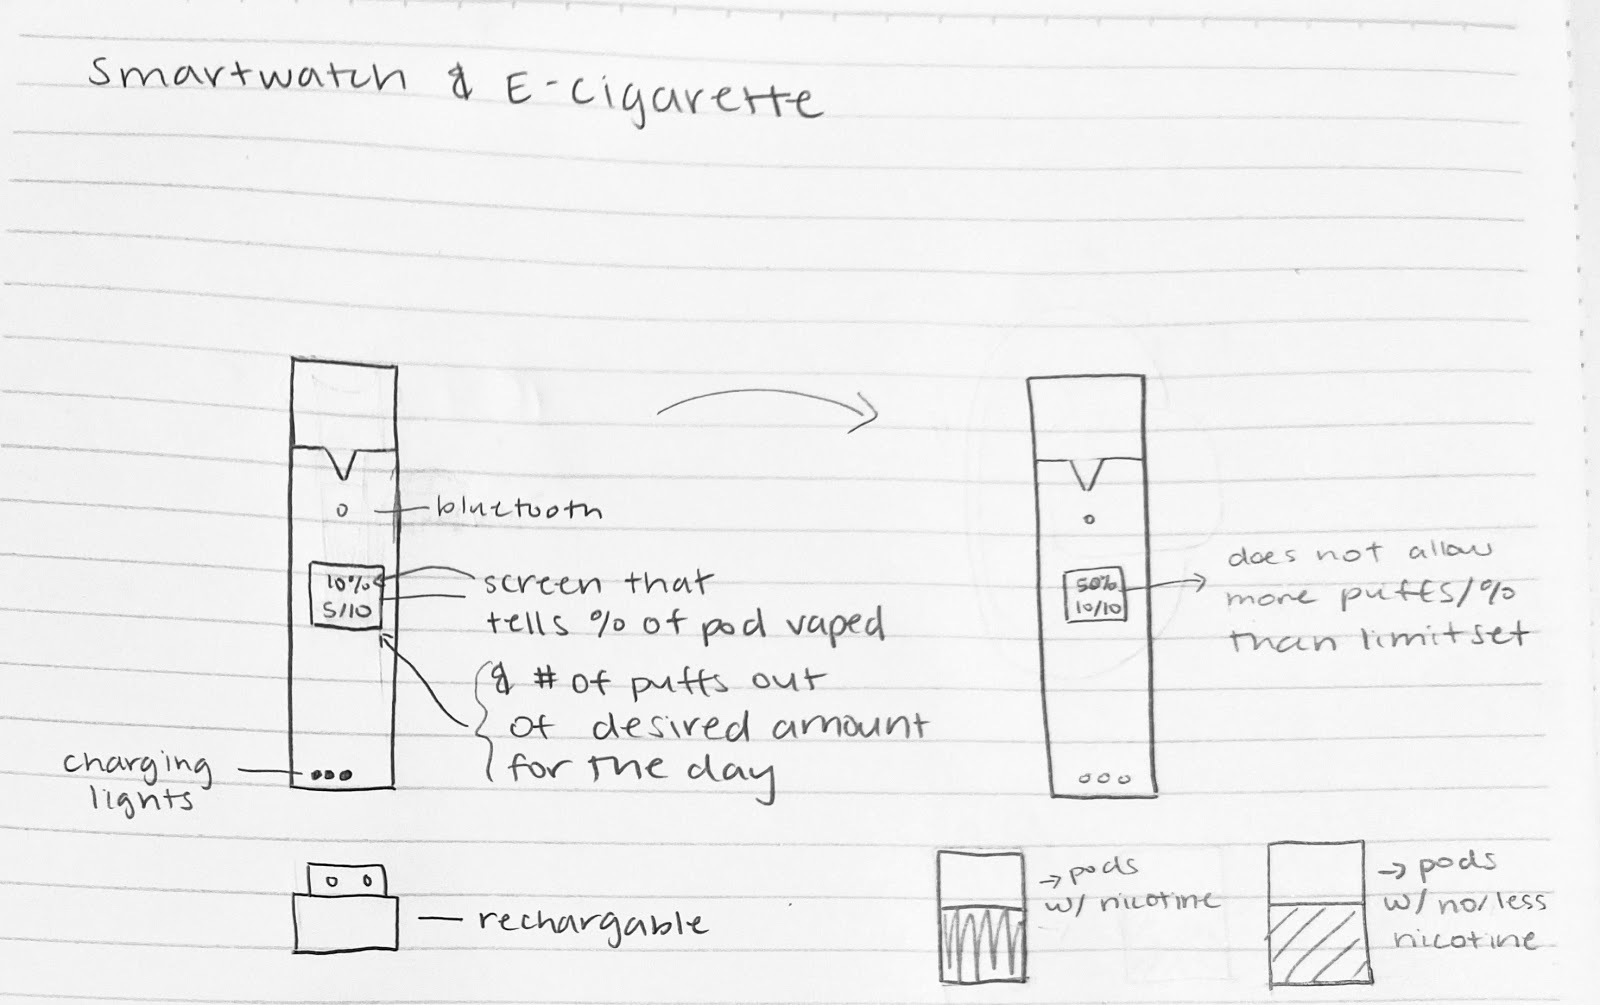 Smartwatch & E-cigarette
bluetooth
10%
5/10
screen that
tells % of pod vaped
& # of puffs out
of desired amount
for the day
charging
lights
rechargable
50%
10/10
does not allow
more puffs/%
than limit set
→ pods
w/ nicotine
→ pods
w/ no/less
nicotine